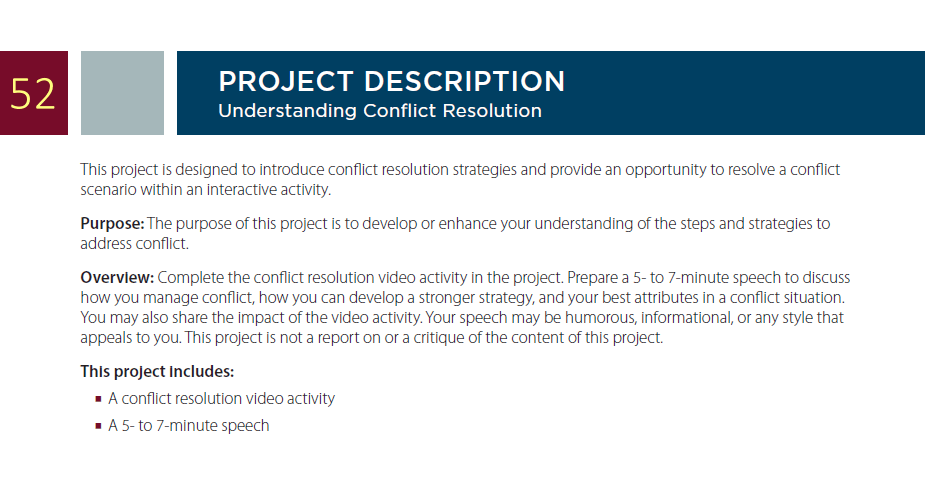 52
PROJECT DESCRIPTION
Understanding Conflict Resolution
This project is designed to introduce conflict resolution strategies and provide an opportunity to resolve a conflict
scenario within an interactive activity.
Purpose: The purpose of this project is to develop or enhance your understanding of the steps and strategies to
address conflict.
Overview: Complete the conflict resolution video activity in the project. Prepare a 5- to 7-minute speech to discuss
how you manage conflict, how you can develop a stronger strategy, and your best attributes in a conflict situation.
You may also share the impact of the video activity. Your speech may be humorous, informational, or any style that
appeals to you. This project is not a report on or a critique of the content of this project.
This project includes:
▪ A conflict resolution video activity
▪ A 5- to 7-minute speech